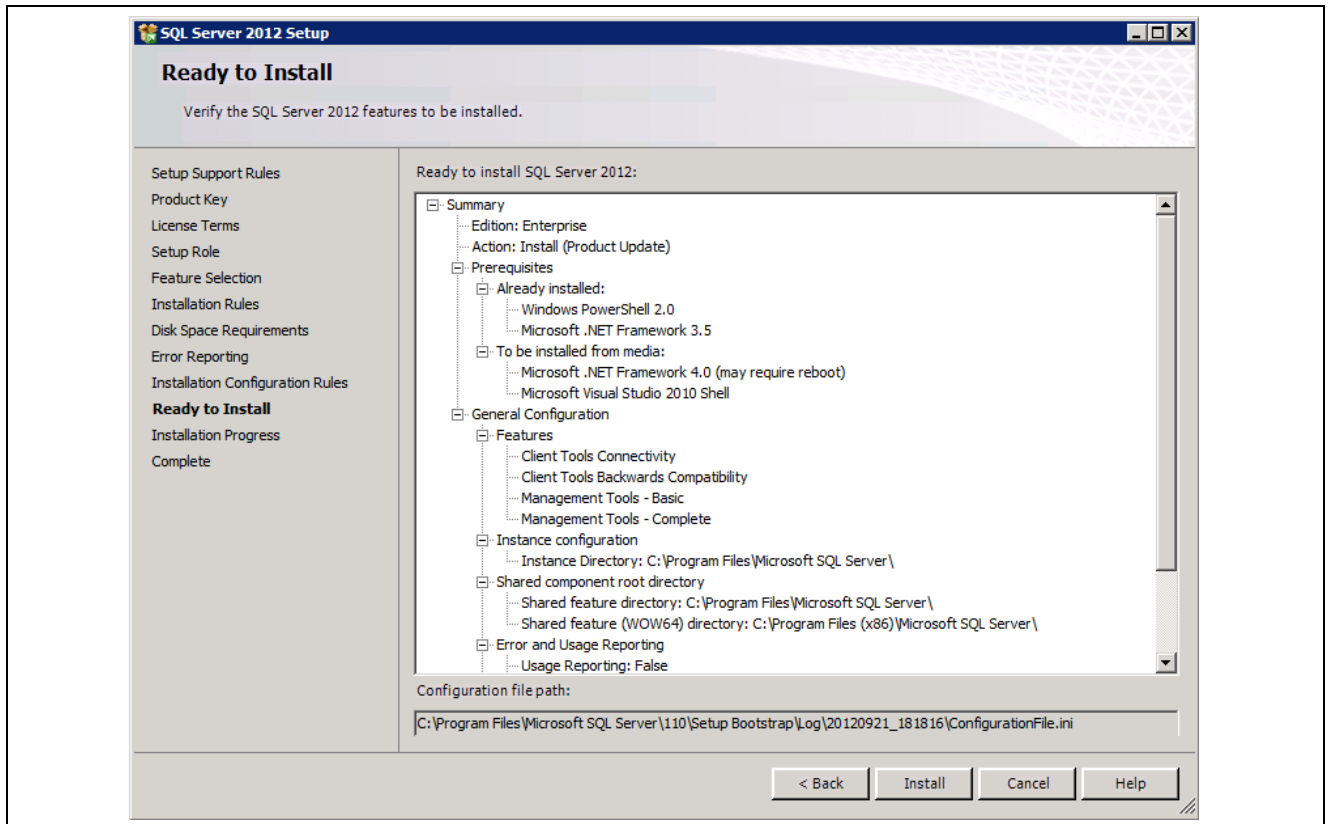 SQL Server 2012 Setup
Ready to Install
Verify the SQL Server 2012 features to be installed.
Setup Support Rules
Product Key
License Terms
Setup Role
Feature Selection
Installation Rules
Disk Space Requirements
Error Reporting
Installation Configuration Rules
Ready to Install
Installation Progress
Complete
Ready to install SQL Server 2012:
Summary
Edition: Enterprise
Action: Install (Product Update)
Prerequisites
Already installed:
Windows PowerShell 2.0
Microsoft .NET Framework 3.5
To be installed from media:
Microsoft .NET Framework 4.0 (may require reboot)
Microsoft Visual Studio 2010 Shell
General Configuration
Features
Client Tools Connectivity
Client Tools Backwards Compatibility
Management Tools - Basic
Management Tools - Complete
Instance configuration
Instance Directory: C:\Program Files\Microsoft SQL Server\
Shared component root directory
Shared feature directory: C:\Program Files\Microsoft SQL Server\
Shared feature (WOW64) directory: C:\Program Files (x86)\Microsoft SQL Server\
Error and Usage Reporting
Usage Reporting: False
Configuration file path:
C:\Program Files\Microsoft SQL Server\110\Setup Bootstrap\Log\20120921_181816\ConfigurationFile.ini
< Back
Install
Cancel
Help